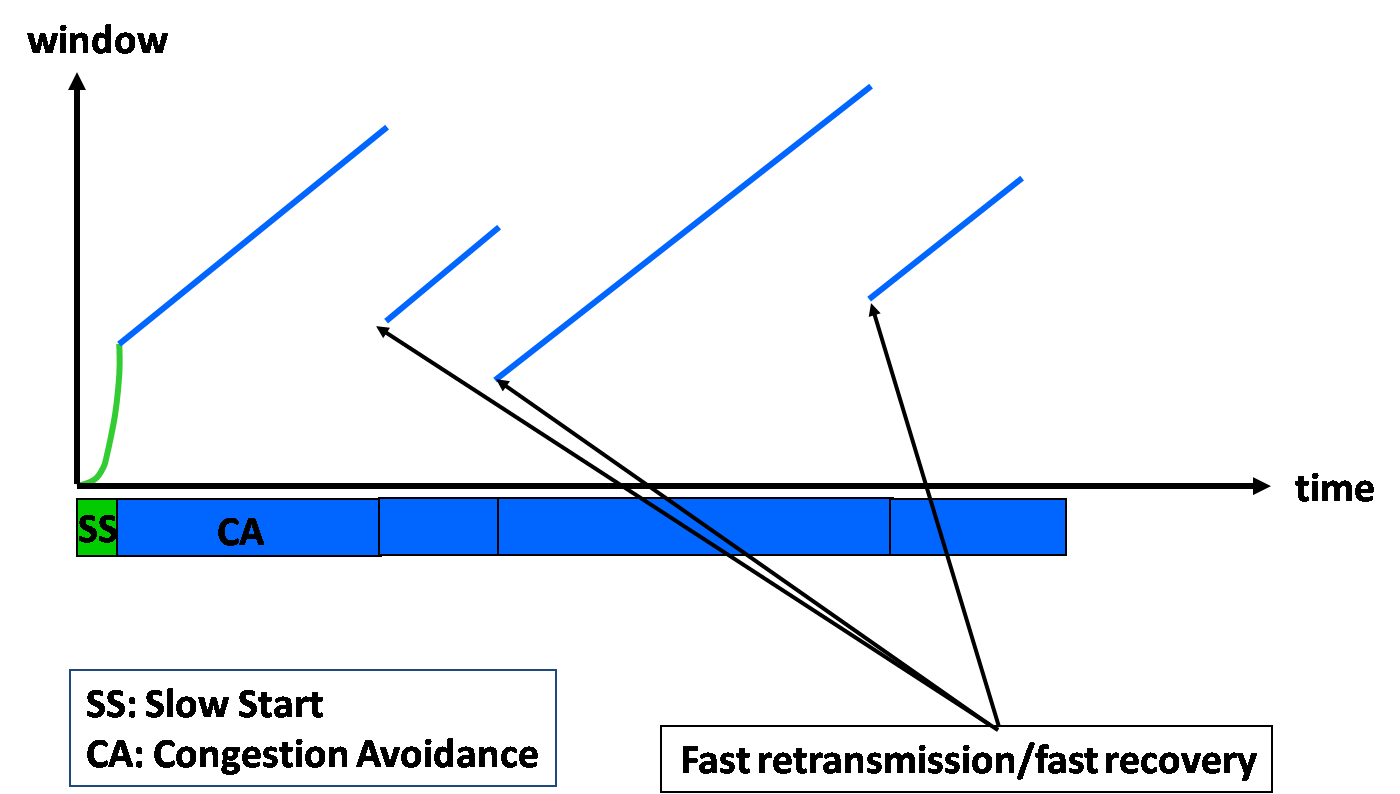 window
time
SS
CA
SS: Slow Start
CA: Congestion Avoidance
Fast retransmission/fast recovery